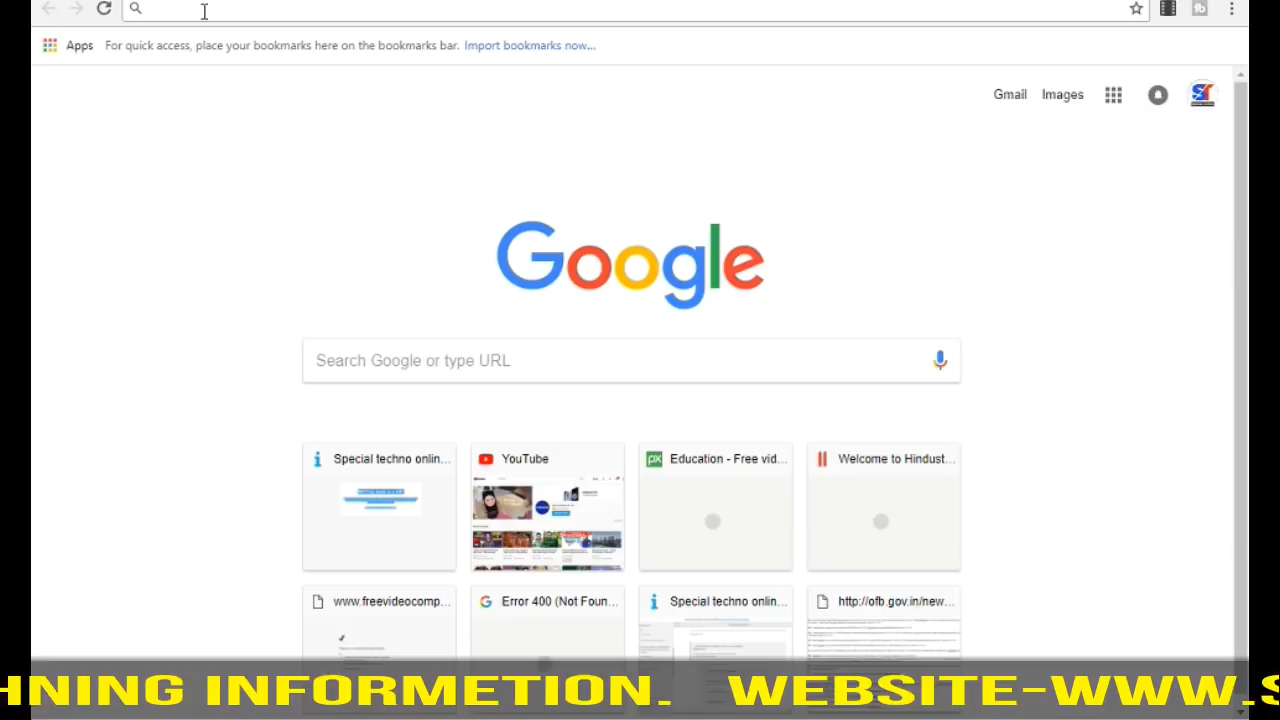 Apps For quick access, place your bookmarks here on the bookmarks bar. Import bookmarks now...
Gmail Images
ST
Google
Search Google or type URL
Special techno onlin...
YouTube
Education - Free vid...
Welcome to Hindust...
www.freevideocomp...
Error 400 (Not Foun...
Special techno onlin...
http://ofb.gov.in/new...
HNING INFORMETION. WEBSITE-WWW.S